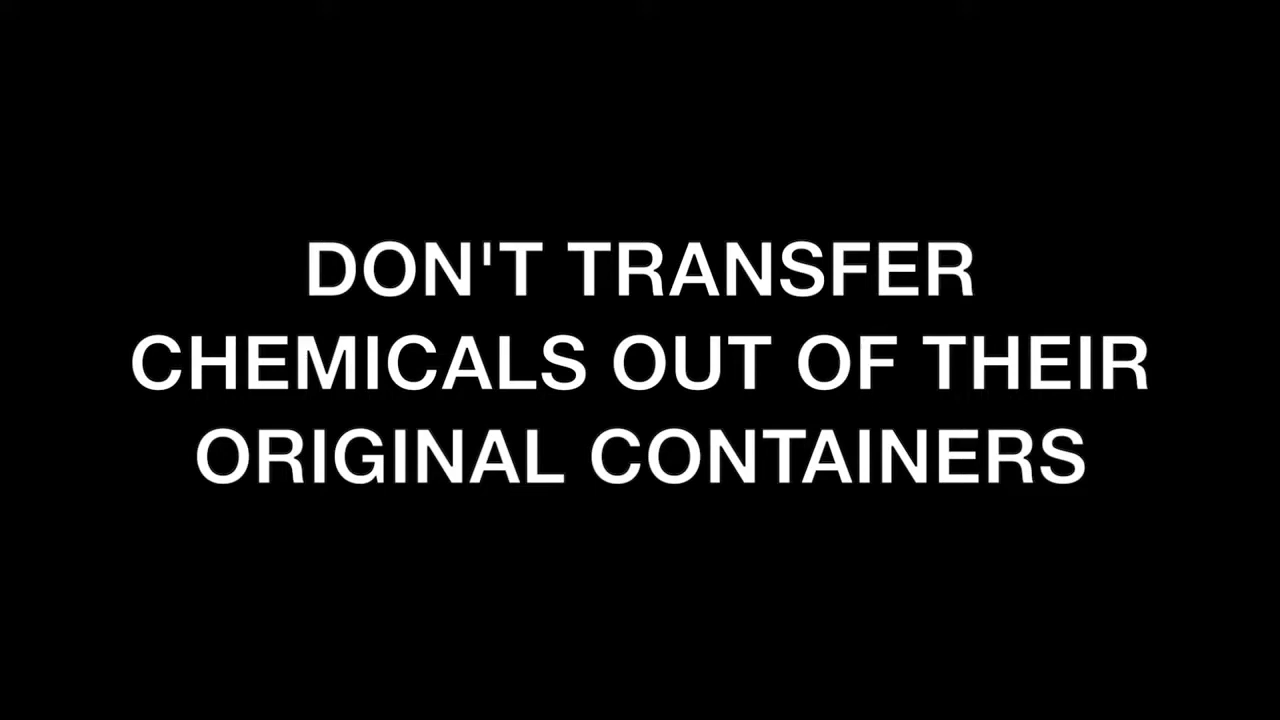 DON'T TRANSFER
CHEMICALS OUT OF THEIR
ORIGINAL CONTAINERS